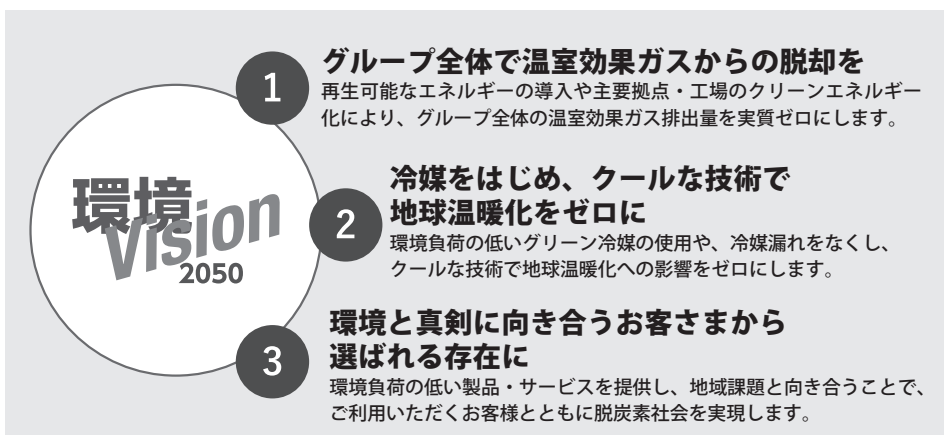 環境
Vision
2050
1
グループ全体で温室効果ガスからの脱却を
再生可能なエネルギーの導入や主要拠点・工場のクリーンエネルギー
化により、グループ全体の温室効果ガス排出量を実質ゼロにします。
2
冷媒をはじめ、クールな技術で
地球温暖化をゼロに
環境負荷の低いグリーン冷媒の使用や、冷媒漏れをなくし、
クールな技術で地球温暖化への影響をゼロにします。
3
環境と真剣に向き合うお客さまから
選ばれる存在に
環境負荷の低い製品・サービスを提供し、地域課題と向き合うことで、
ご利用いただくお客様とともに脱炭素社会を実現します。